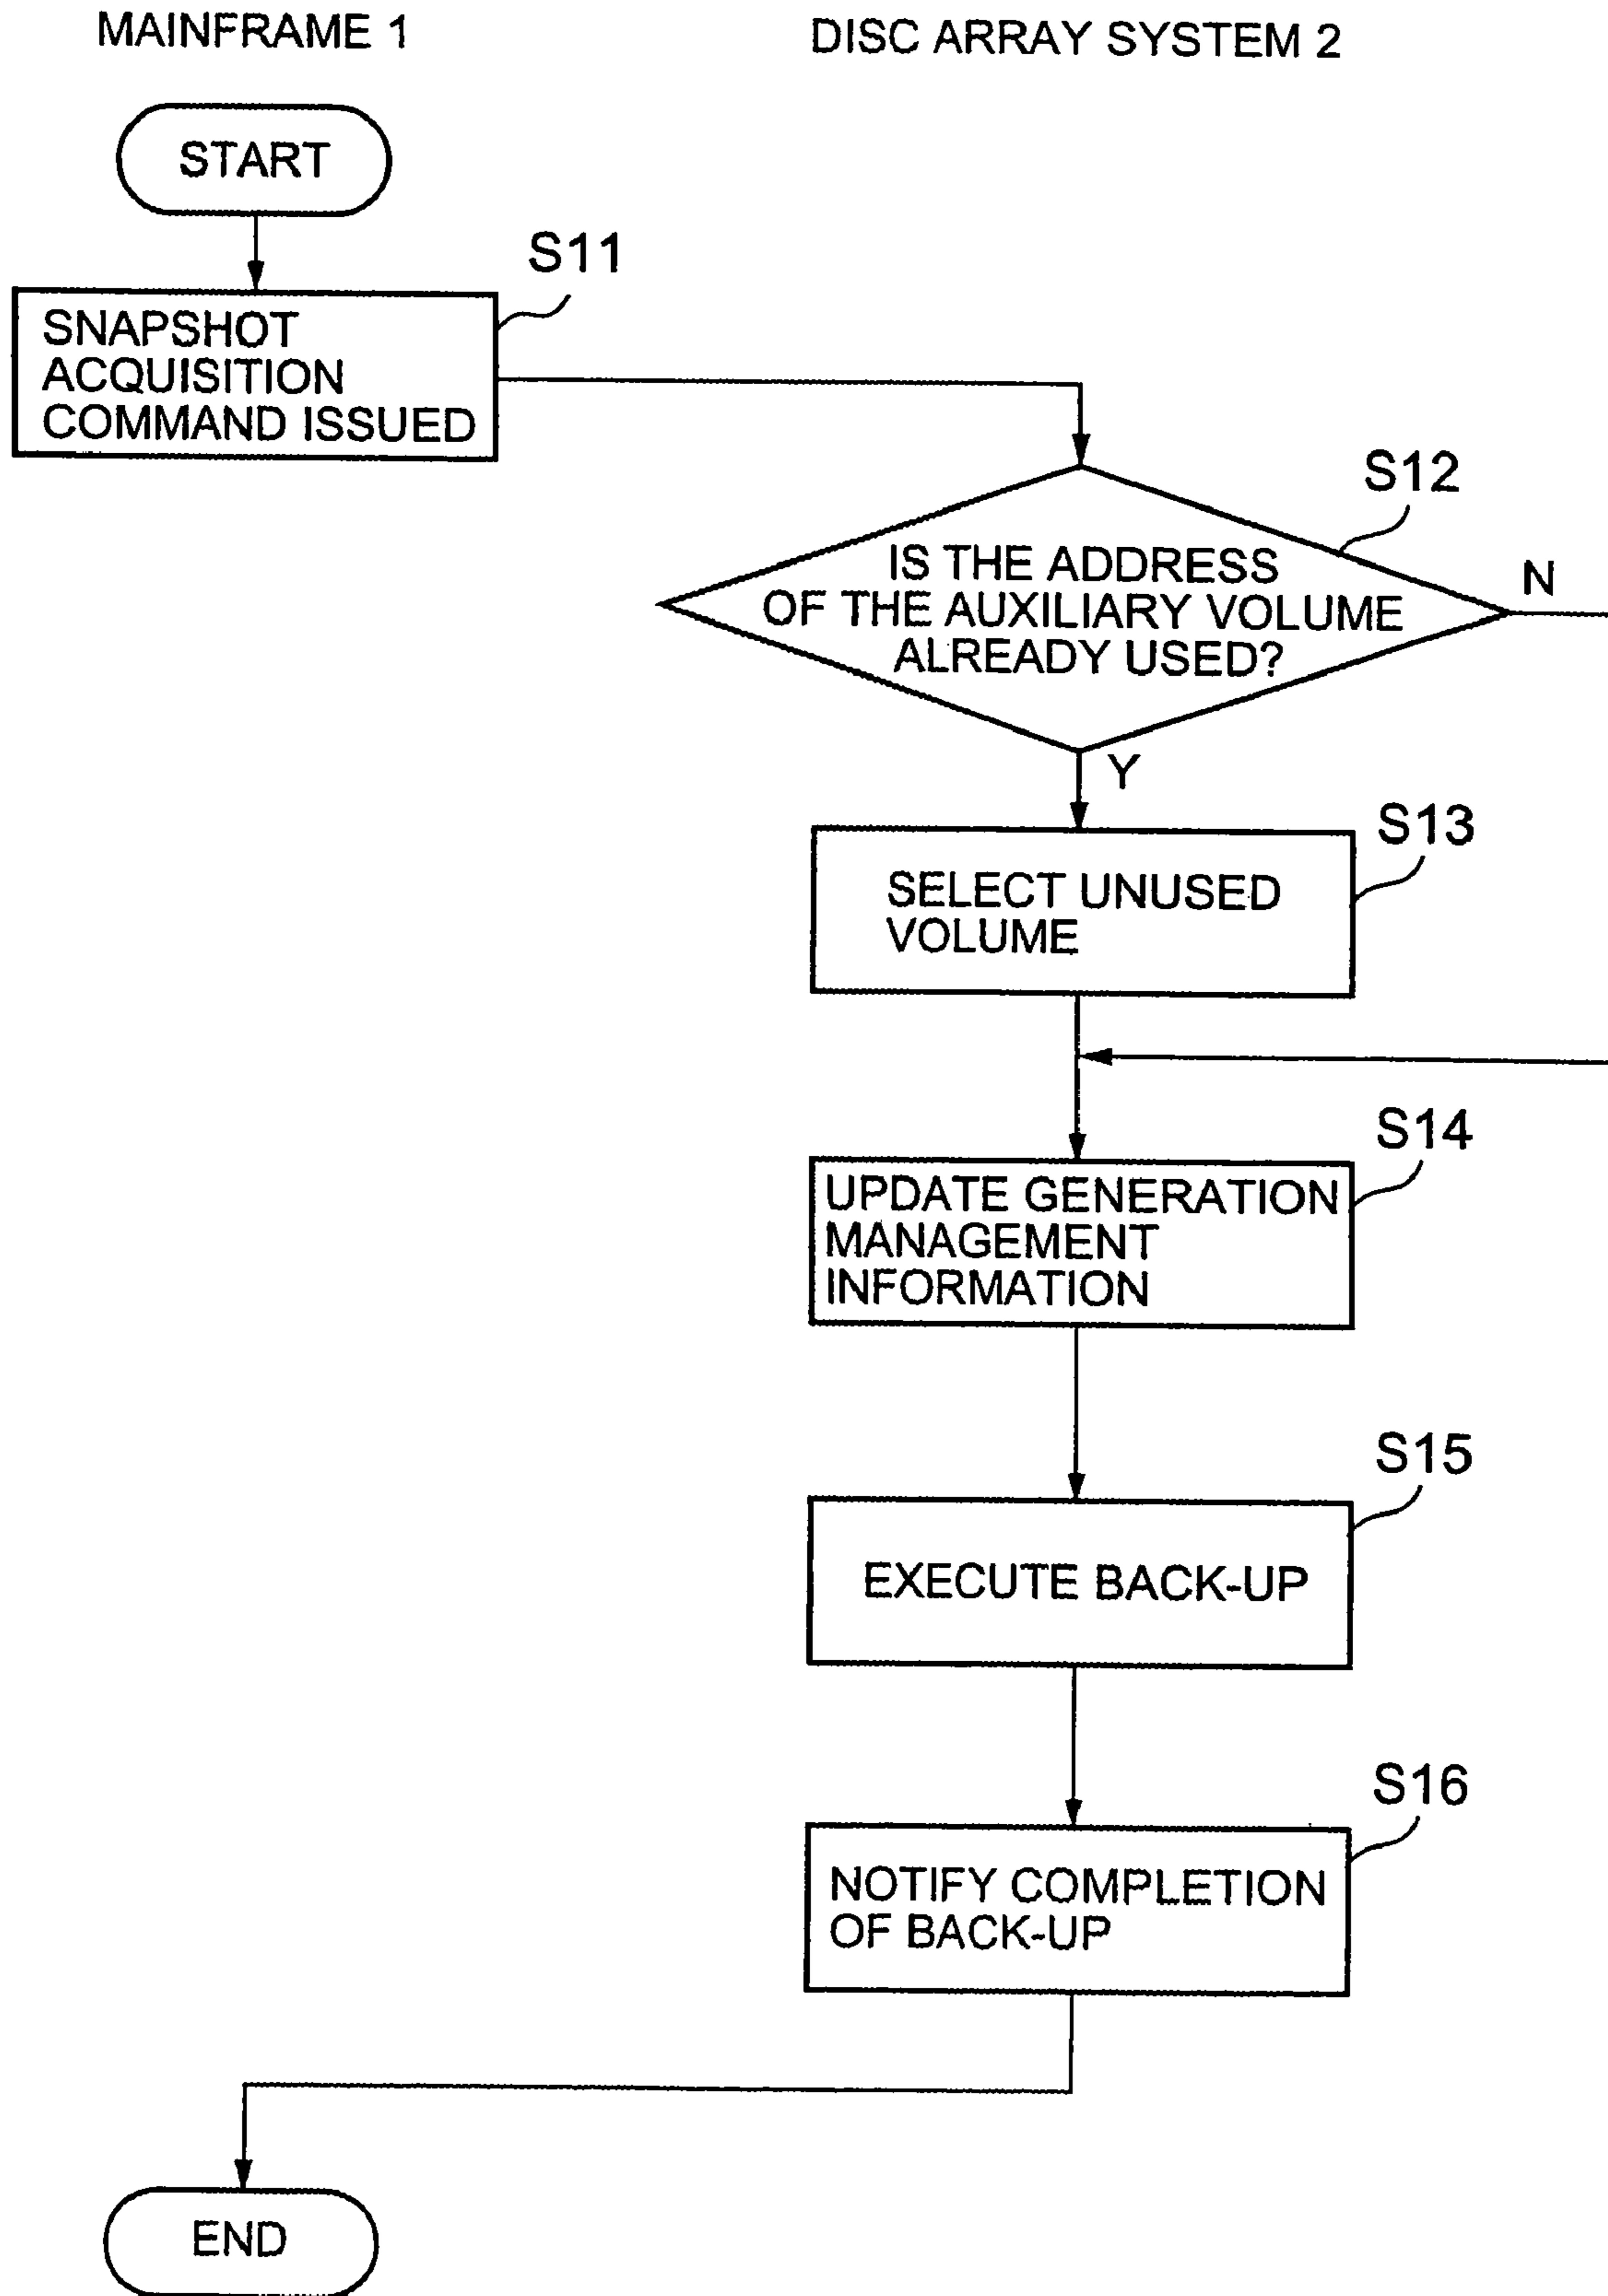 MAINFRAME 1
DISC ARRAY SYSTEM 2
START
S11
SNAPSHOT
ACQUISITION
COMMAND ISSUED
S12
IS THE ADDRESS
OF THE AUXILIARY VOLUME
ALREADY USED?
N
Y
S13
SELECT UNUSED
VOLUME
S14
UPDATE GENERATION
MANAGEMENT
INFORMATION
S15
EXECUTE BACK-UP
S16
NOTIFY COMPLETION
OF BACK-UP
END